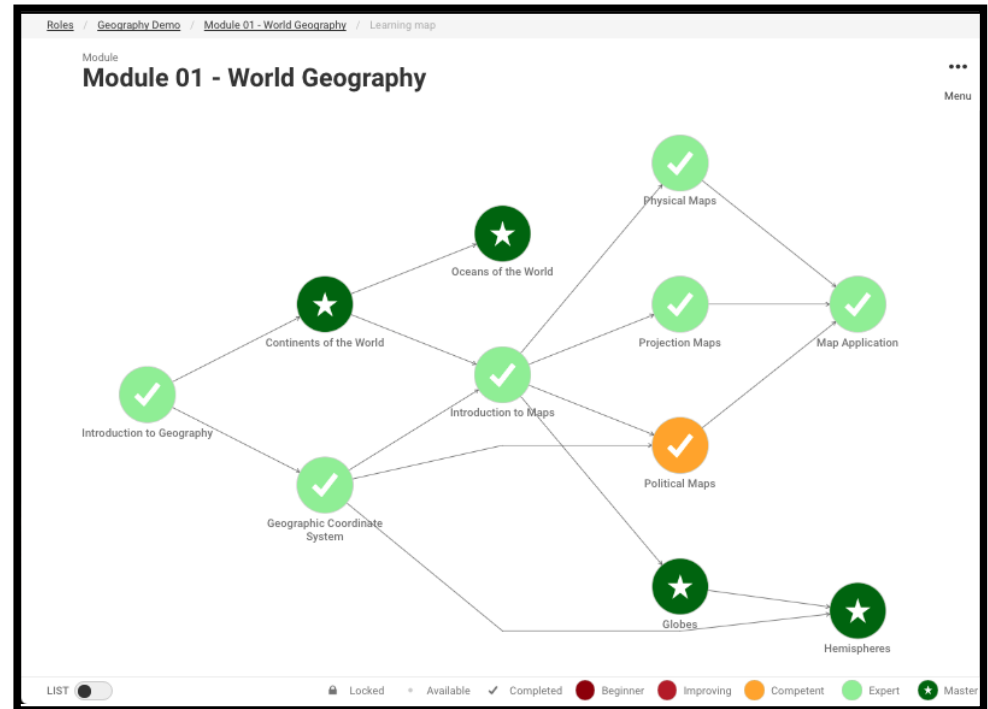 Roles / Geography Demo / Module 01 - World Geography / Learning map
Module
Module 01 - World Geography
Menu
Physical Maps
Oceans of the World
Continents of the World
Projection Maps
Map Application
Introduction to Maps
Introduction to Geography
Political Maps
Geographic Coordinate
System
Globes
Hemispheres
LIST Locked Available Completed Beginner Improving Competent Expert Master